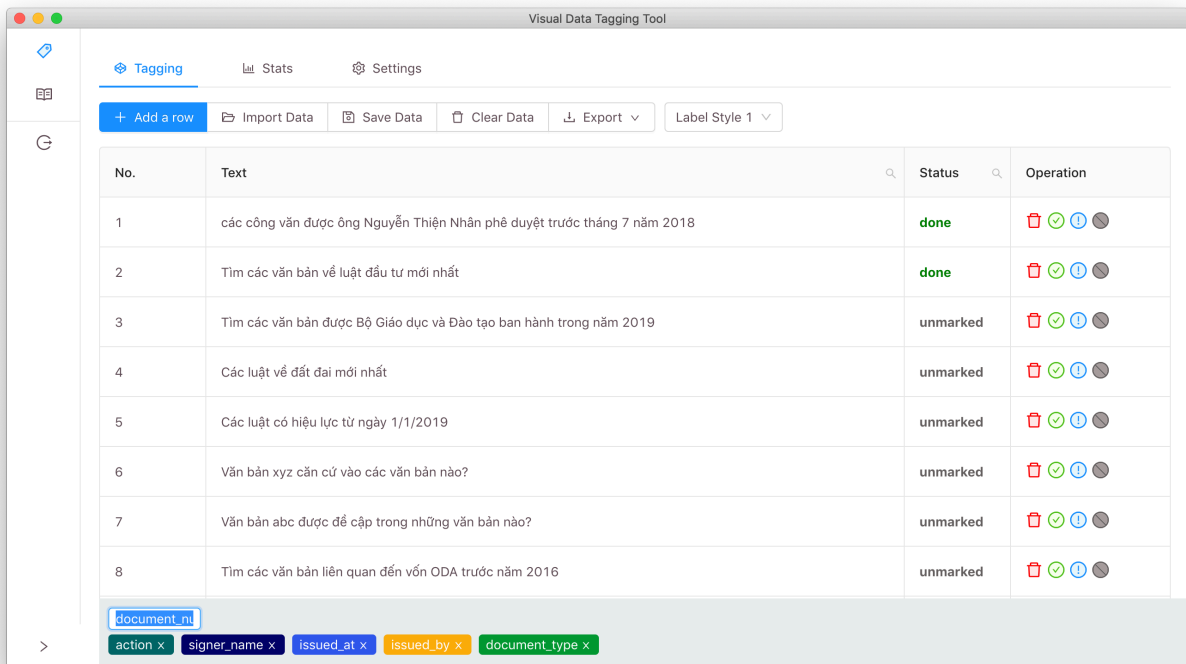 Visual Data Tagging Tool
Tagging Stats Settings
+ Add a row Import Data Save Data Clear Data Export Label Style 1
No. Text Status Operation
1 các công văn được ông Nguyễn Thiện Nhân phê duyệt trước tháng 7 năm 2018 done
2 Tìm các văn bản về luật đầu tư mới nhất done
3 Tìm các văn bản được Bộ Giáo dục và Đào tạo ban hành trong năm 2019 unmarked
4 Các luật về đất đai mới nhất unmarked
5 Các luật có hiệu lực từ ngày 1/1/2019 unmarked
6 Văn bản xyz căn cứ vào các văn bản nào? unmarked
7 Văn bản abc được đề cập trong những văn bản nào? unmarked
8 Tìm các văn bản liên quan đến vốn ODA trước năm 2016 unmarked
document_nu
action × signer_name × issued_at × issued_by × document_type ×